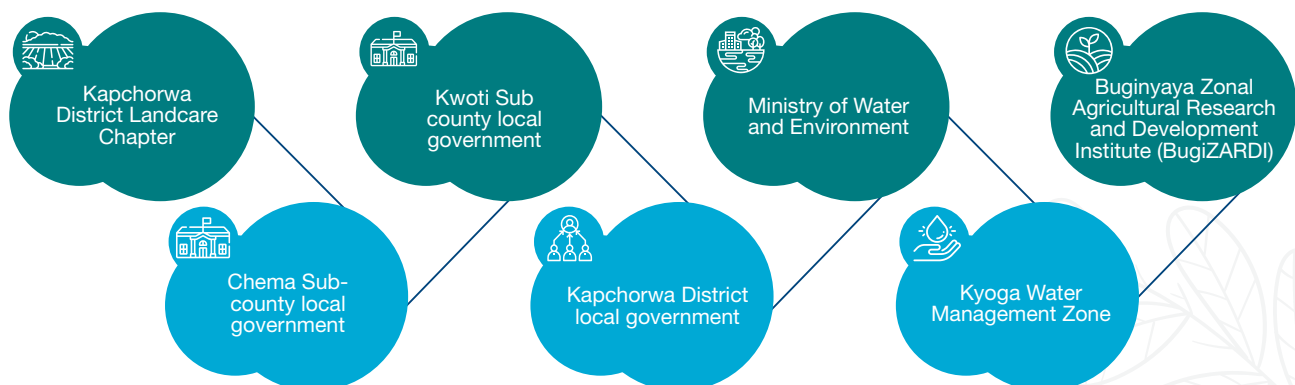 Kapchorwa
District Landcare
Chapter
Kwoti Sub
county local
government
Ministry of Water
and Environment
Buginyaya Zonal
Agricultural Research
and Development
Institute (BugiZARDI)
Chema Sub-
county local
government
Kapchorwa District
local government
Kyoga Water
Management Zone